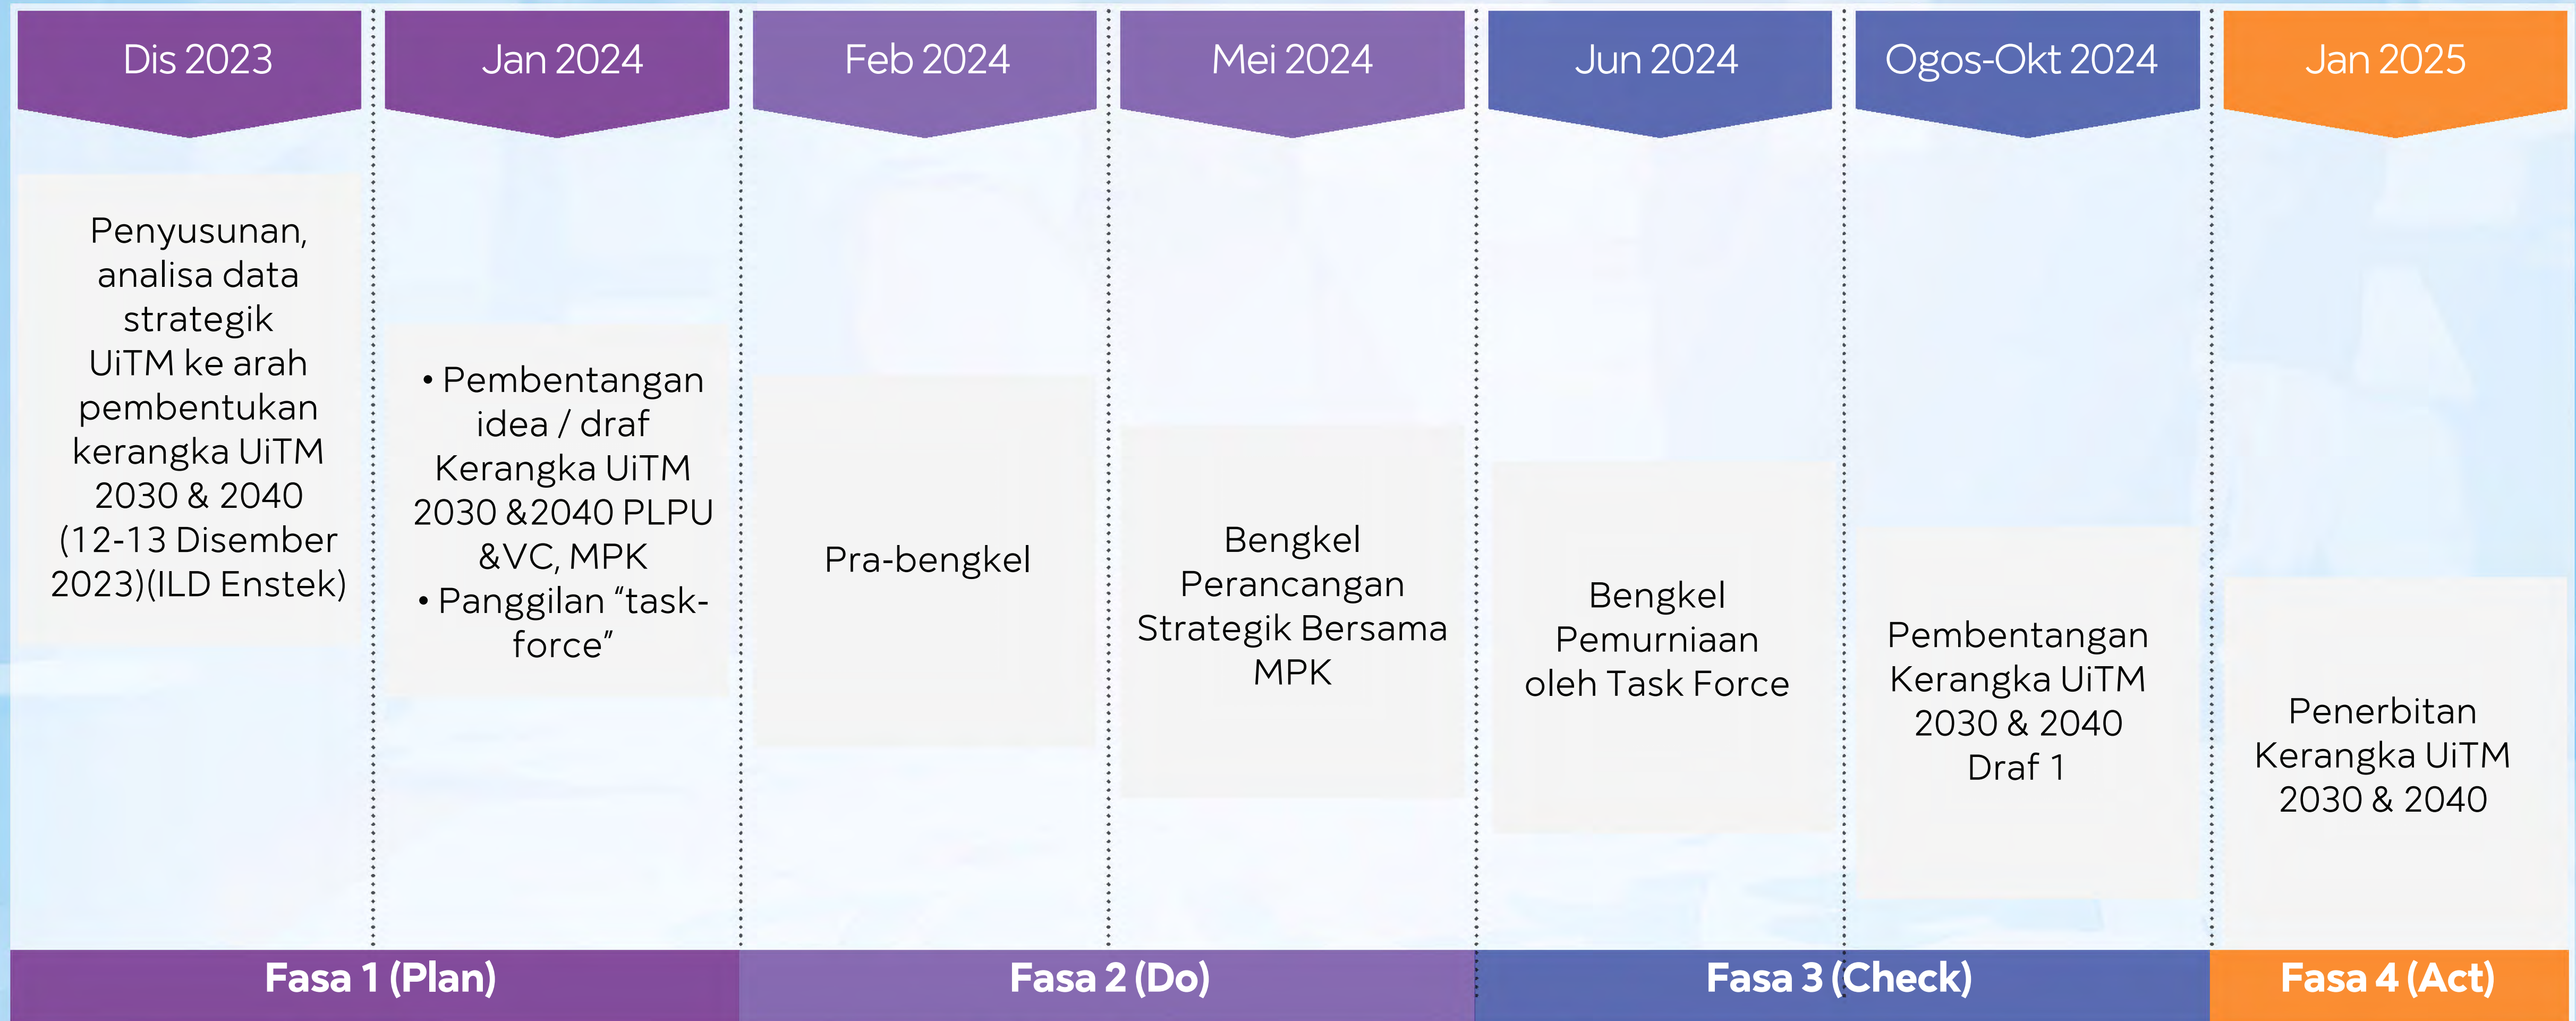 Dis 2023
Jan 2024
Feb 2024
Mei 2024
Jun 2024
Ogos-Okt 2024
Jan 2025
Penyusunan,
analisa data
strategik
UiTM ke arah
pembentukan
kerangka UiTM
2030 & 2040
(12-13 Disember
2023)(ILD Enstek)
• Pembentangan
idea / draf
Kerangka UiTM
2030 &2040 PLPU
&VC, MPK
• Panggilan “task-
force”
Pra-bengkel
Bengkel
Perancangan
Strategik Bersama
MPK
Bengkel
Pemurniaan
oleh Task Force
Pembentangan
Kerangka UiTM
2030 & 2040
Draf 1
Penerbitan
Kerangka UiTM
2030 & 2040
Fasa 1 (Plan)
Fasa 2 (Do)
Fasa 3 (Check)
Fasa 4 (Act)